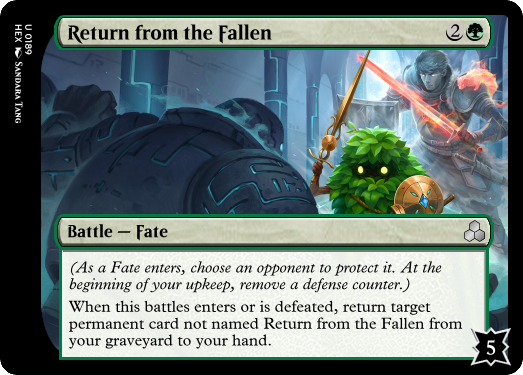 Return from the Fallen 2
U 0189
HEX SANDARA TANG
Battle — Fate
(As a Fate enters, choose an opponent to protect it. At the
beginning of your upkeep, remove a defense counter.)
When this battles enters or is defeated, return target
permanent card not named Return from the Fallen from
your graveyard to your hand.
5